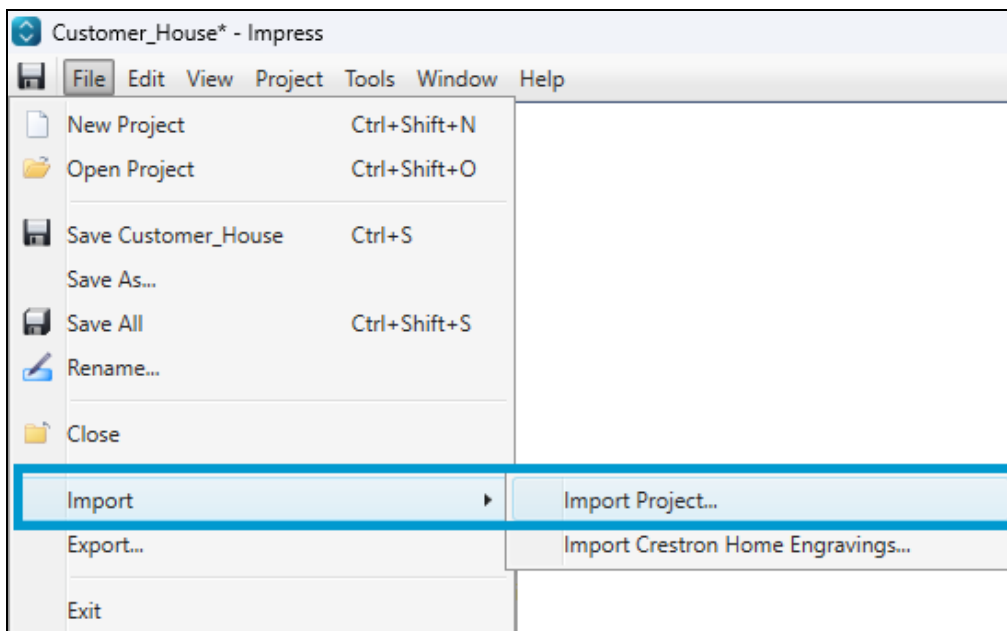 Customer_House* - Impress
File Edit View Project Tools Window Help
New Project Ctrl+Shift+N
Open Project Ctrl+Shift+O
Save Customer_House Ctrl+S
Save As...
Save All Ctrl+Shift+S
Rename...
Close
Import Import Project...
Export... Import Crestron Home Engravings...
Exit